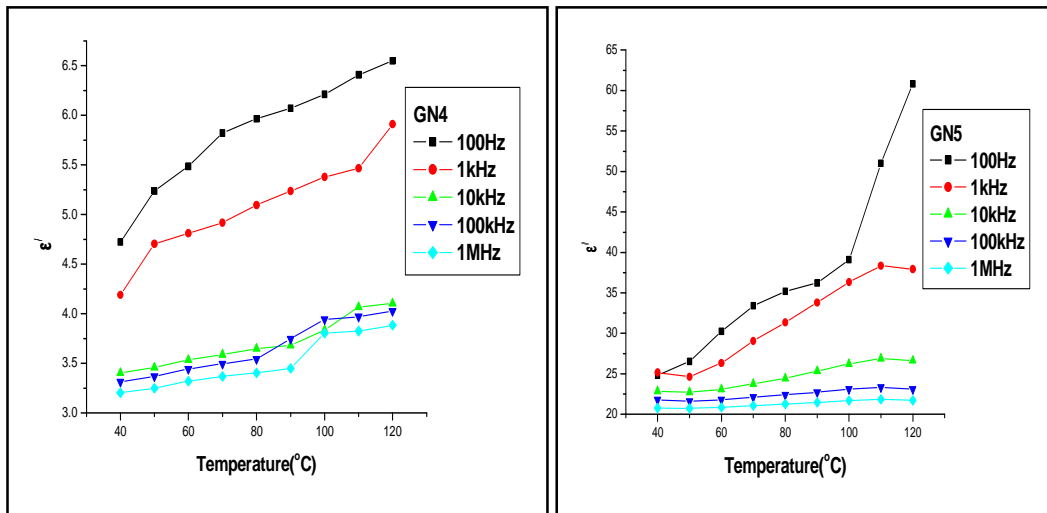 6.5
6.0
5.5
5.0
4.5
4.0
3.5
3.0
ε/
40 60 80 100 120
Temperature(°C)
GN4
100Hz
1kHz
10kHz
100kHz
1MHz
65
60
55
50
45
40
35
30
25
20
ε/
40 60 80 100 120
Temperature(°C)
GN5
100Hz
1kHz
10kHz
100kHz
1MHz